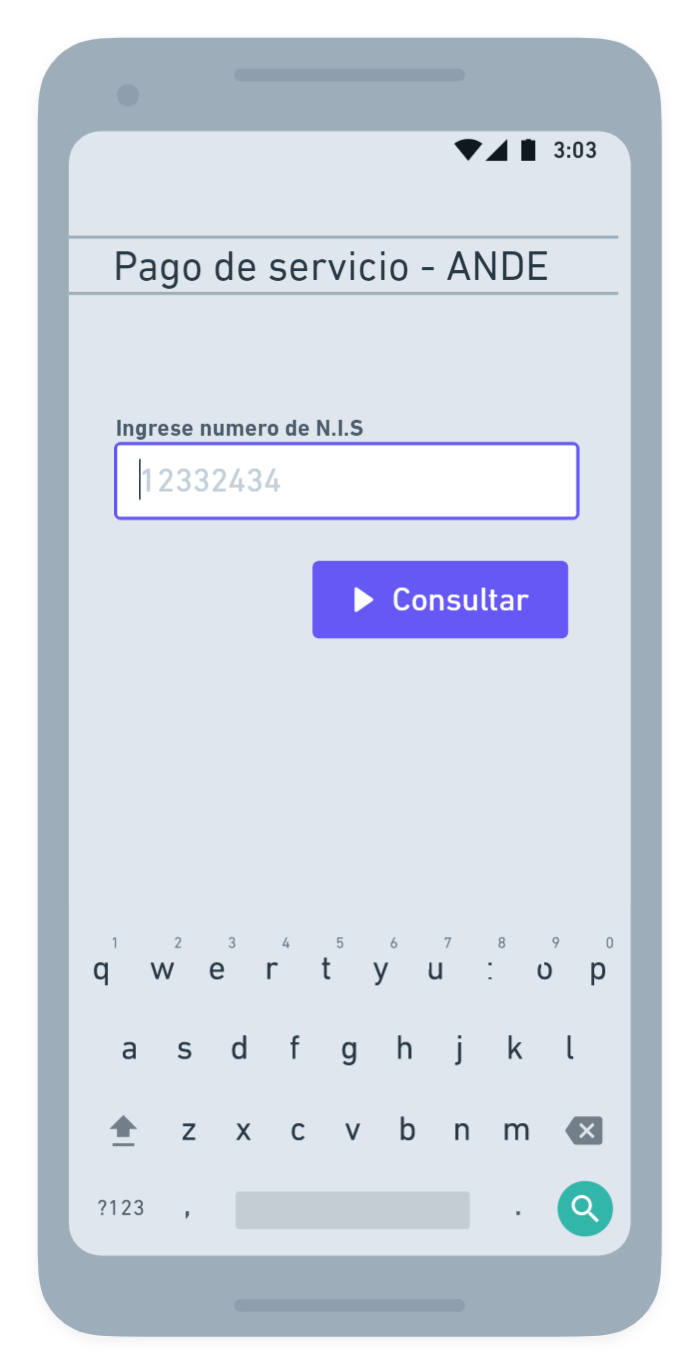 3:03
Pago de servicio - ANDE
Ingrese numero de N.I.S
12332434
Consultar
1 2 3 4 5 6 7 8 9 0
q w e r t y u : o p
a s d f g h j k l
z x c v b n m
?123 , .